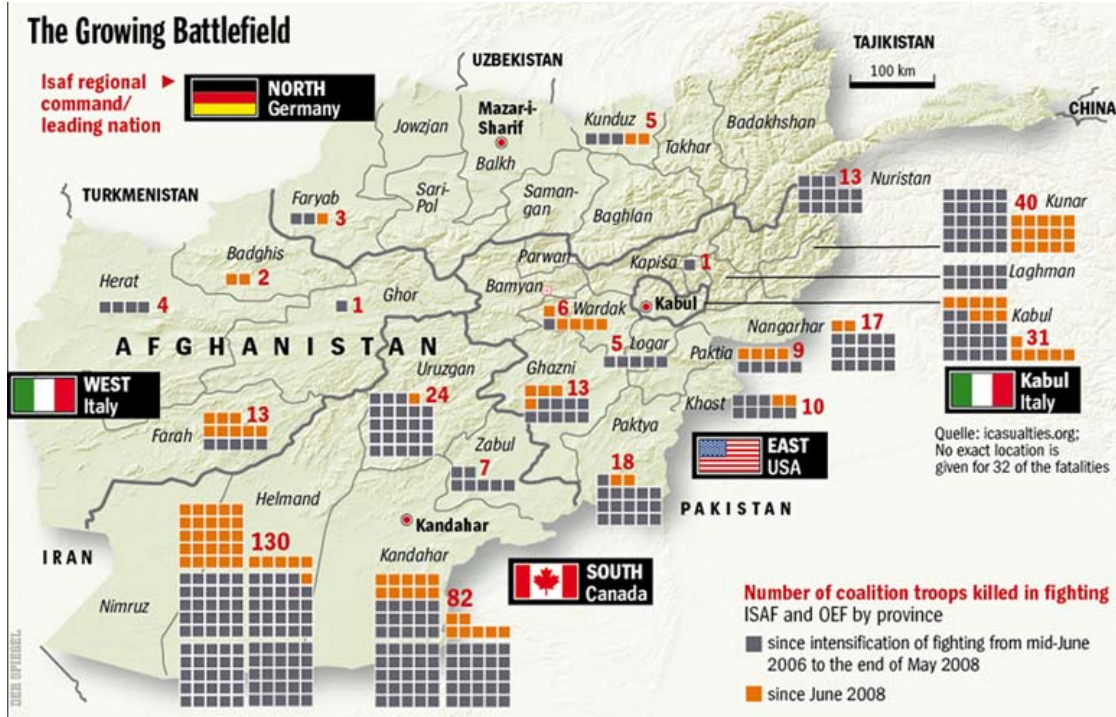 The Growing Battlefield
Isaf regional
command/
leading nation
NORTH
Germany
UZBEKISTAN
TAJIKISTAN
100 km
CHINA
TURKMENISTAN
Jowzjan
Mazar-i-
Sharif
Balkh
Kunduz 5
Takhar
Badakhshan
Faryab
3
Sari-
Pol
Saman-
gan
Baghlan
13 Nuristan
40 Kunar
Badghis
2
Parwan
Kapisa 1
Laghman
Herat
4
1
Ghor
Bamyan
6 Wardak
Kabul
Kabul
31
AFGHANISTAN
5 Logar
Nangarhar 17
Paktia 9
WEST
Italy
Uruzgan
24
Ghazni
13
Khost 10
Kabul
Italy
Farah
13
Zabul
7
Paktya
18
EAST
USA
Quelle: icasualties.org;
No exact location is
given for 32 of the fatalities
PAKISTAN
Helmand
130
Kandahar
Kandahar
82
IRAN
Nimruz
SOUTH
Canada
Number of coalition troops killed in fighting
ISAF and OEF by province
since intensification of fighting from mid-June
2006 to the end of May 2008
since June 2008
DER SPIEGEL